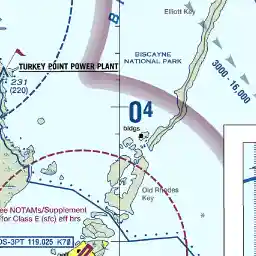 Elliott Key
BISCAYNE
NATIONAL PARK
TURKEY POINT POWER PLANT
3000-16,000
231
(220)
04
bldgs
Old Rhodes
Key
ee NOTAMs/Supplement
for Class E (sfc) eff hrs
OS-3PT 119.025 K7